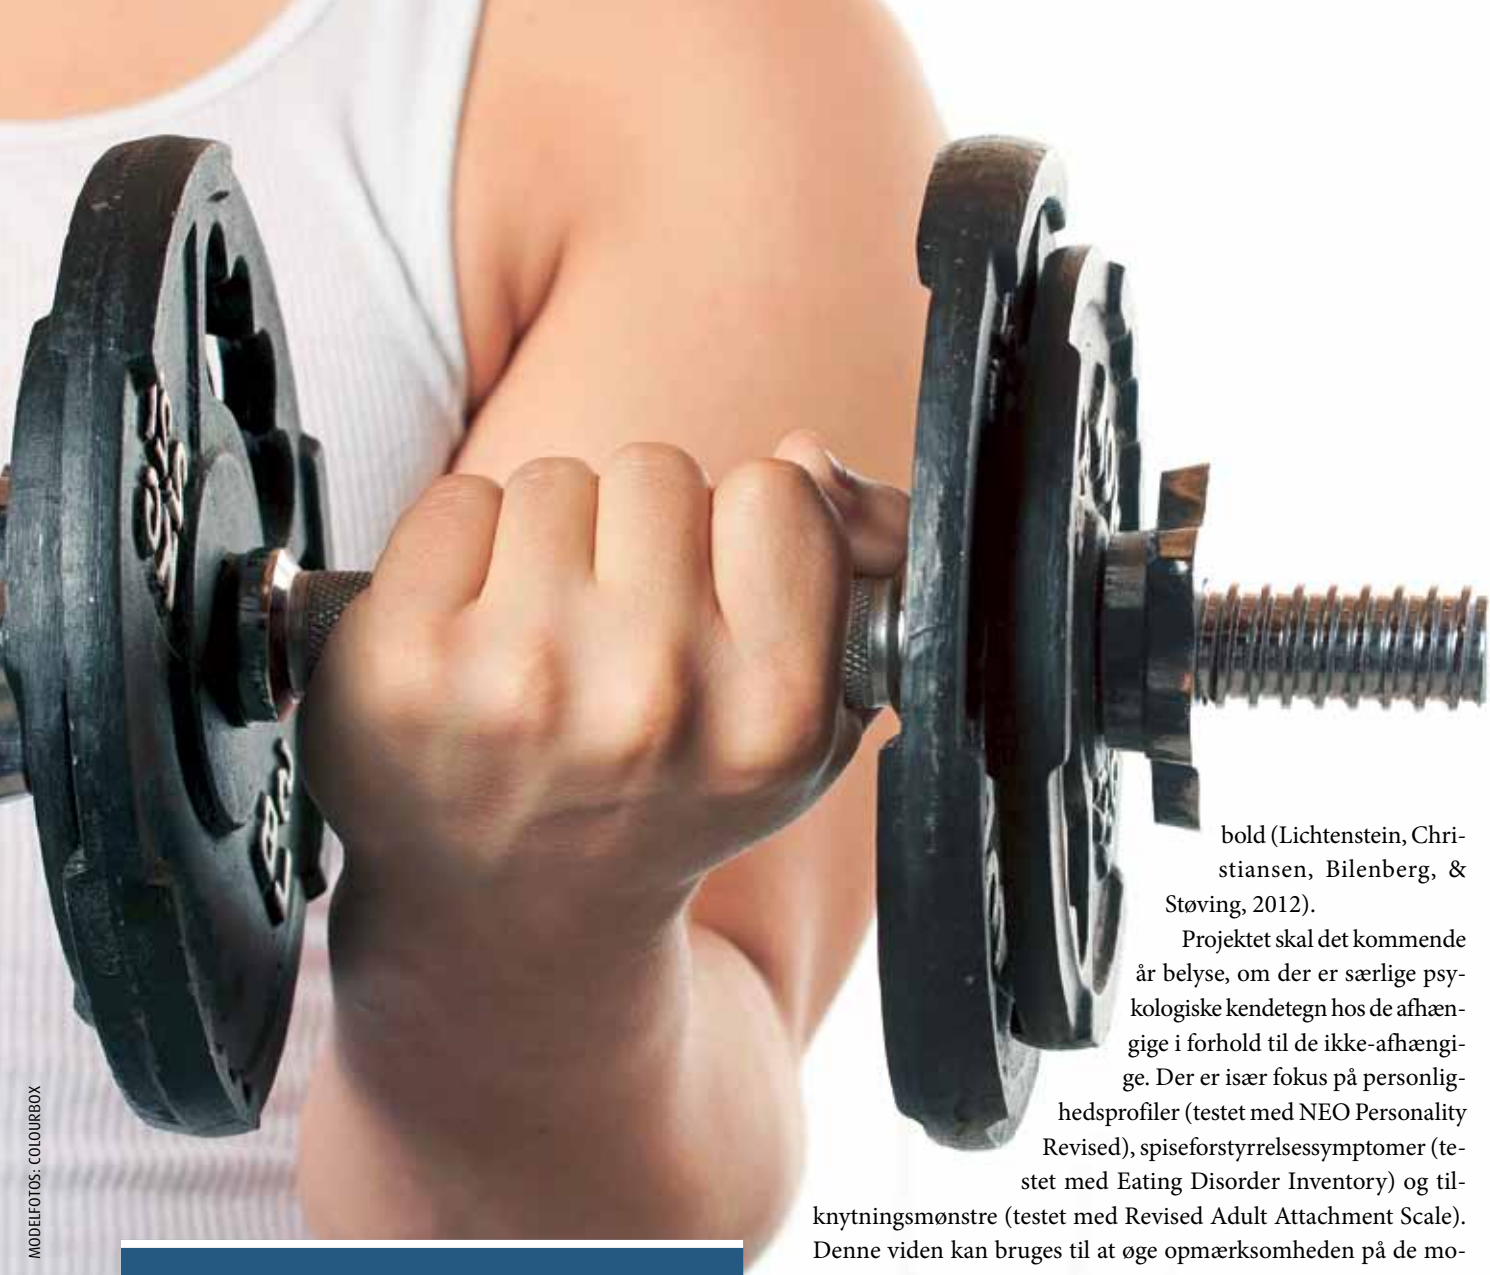 bold (Lichtenstein, Chri-
stiansen, Bilenberg, &
Støving, 2012).
Projektet skal det kommende
år belyse, om der er særlige psy-
kologiske kendetegn hos de afhæn-
gige i forhold til de ikke-afhængi-
ge. Der er især fokus på personlig-
hedsprofiler (testet med NEO Personality
Revised), spiseforstyrrelsessymptomer (te-
stet med Eating Disorder Inventory) og til-
knytningsmønstre (testet med Revised Adult Attachment Scale).
Denne viden kan bruges til at øge opmærksomheden på de mo-
MODELFOTOS: COLOURBOX